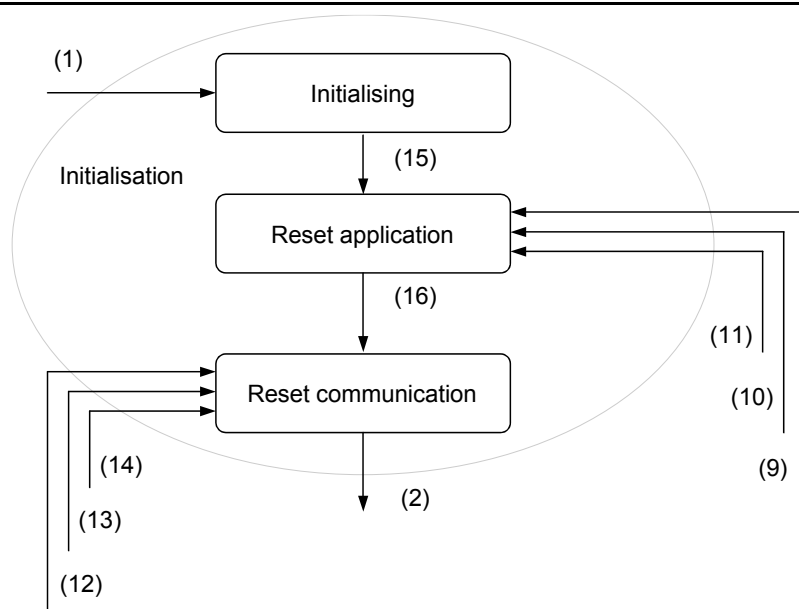 (1)
Initialising
(15)
Initialisation
Reset application
(16)
(11)
Reset communication
(10)
(14)
(9)
(2)
(13)
(12)